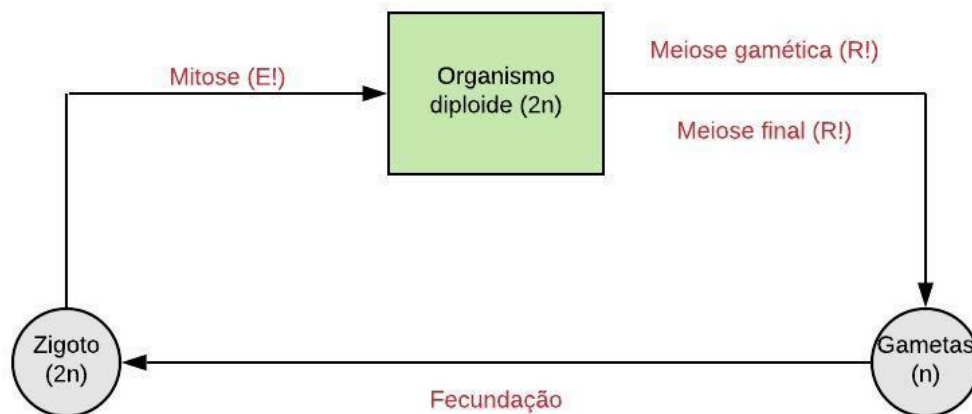 Mitose (E!)
Organismo
diploide (2n)
Meiose gamética (R!)
Meiose final (R!)
Zigoto
(2n)
Gametas
(n)
Fecundação